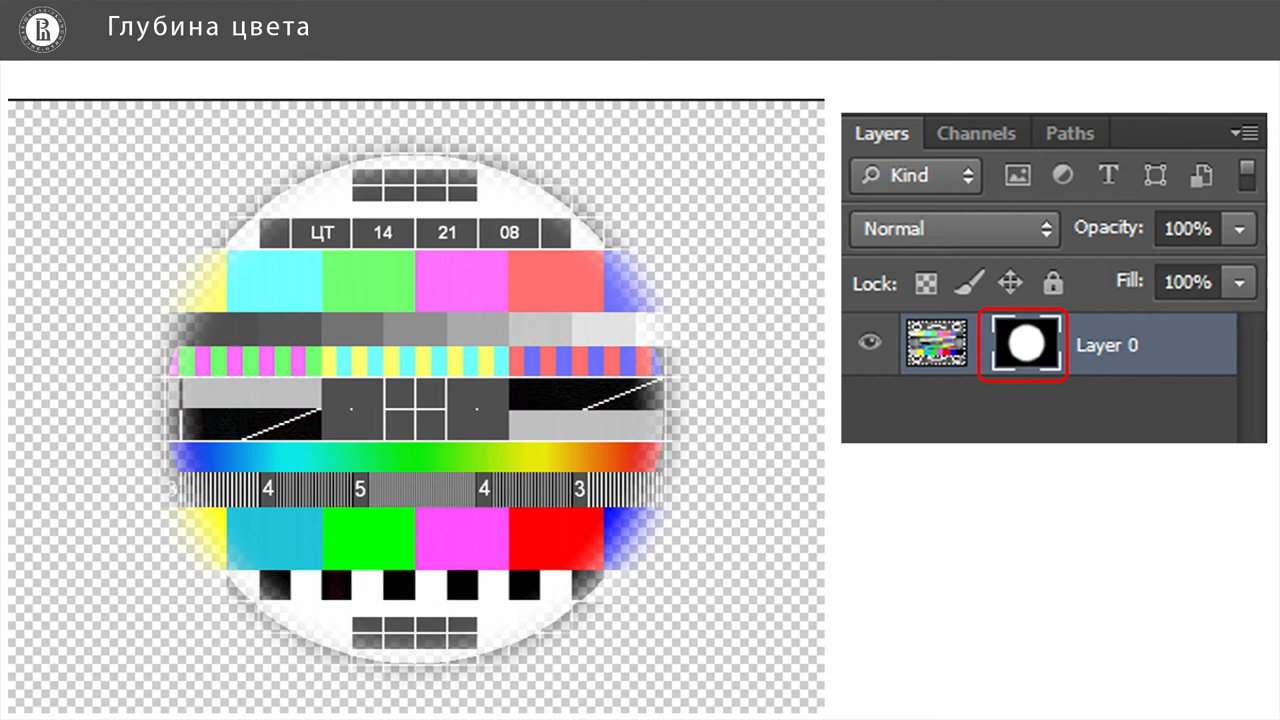 Глубина цвета
ЦТ 14 21 08
3 4 5 4 3
Layers Channels Paths
Kind
Normal Opacity: 100%
Lock: Fill: 100%
Layer 0